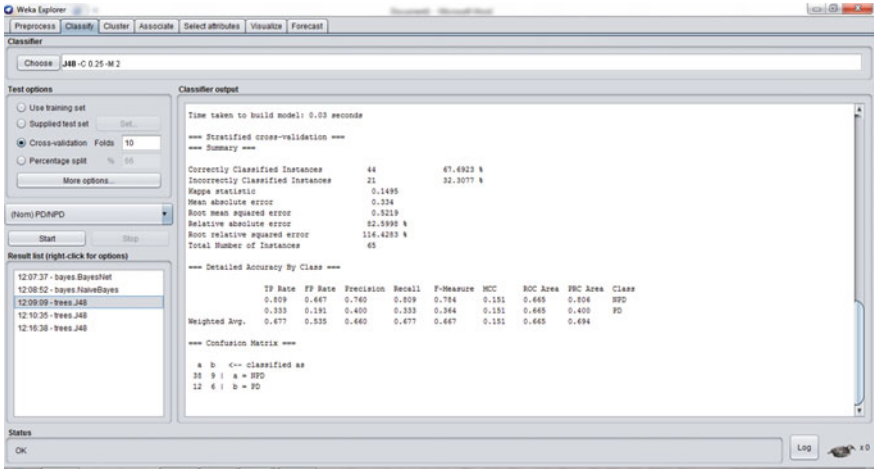 Weka Explorer
Preprocess Classify Cluster Associate Select attributes Visualize Forecast
Classifier
Choose J48 -C 0.25 -M 2
Test options
Use training set
Supplied test set Set...
Cross-validation Folds 10
Percentage split % 66
More options...
(Nom) PD/NPD
Start Stop
Result list (right-click for options)
12:07:37 - bayes.BayesNet
12:08:52 - bayes.NaiveBayes
12:09:09 - trees.J48
12:10:35 - trees.J48
12:16:38 - trees.J48
Classifier output
Time taken to build model: 0.03 seconds
=== Stratified cross-validation ===
=== Summary ===
Correctly Classified Instances 44 67.6923 %
Incorrectly Classified Instances 21 32.3077 %
Kappa statistic 0.1495
Mean absolute error 0.334
Root mean squared error 0.5219
Relative absolute error 82.5998 %
Root relative squared error 116.4283 %
Total Number of Instances 65
=== Detailed Accuracy By Class ===
TP Rate FP Rate Precision Recall F-Measure MCC ROC Area PRC Area Class
0.809 0.667 0.760 0.809 0.784 0.151 0.665 0.806 NPD
0.333 0.191 0.400 0.333 0.364 0.151 0.665 0.400 PD
Weighted Avg. 0.677 0.535 0.660 0.677 0.667 0.151 0.665 0.694
=== Confusion Matrix ===
a b <-- classified as
38 9 | a = NPD
12 6 | b = PD
Status
OK
Log
x 0